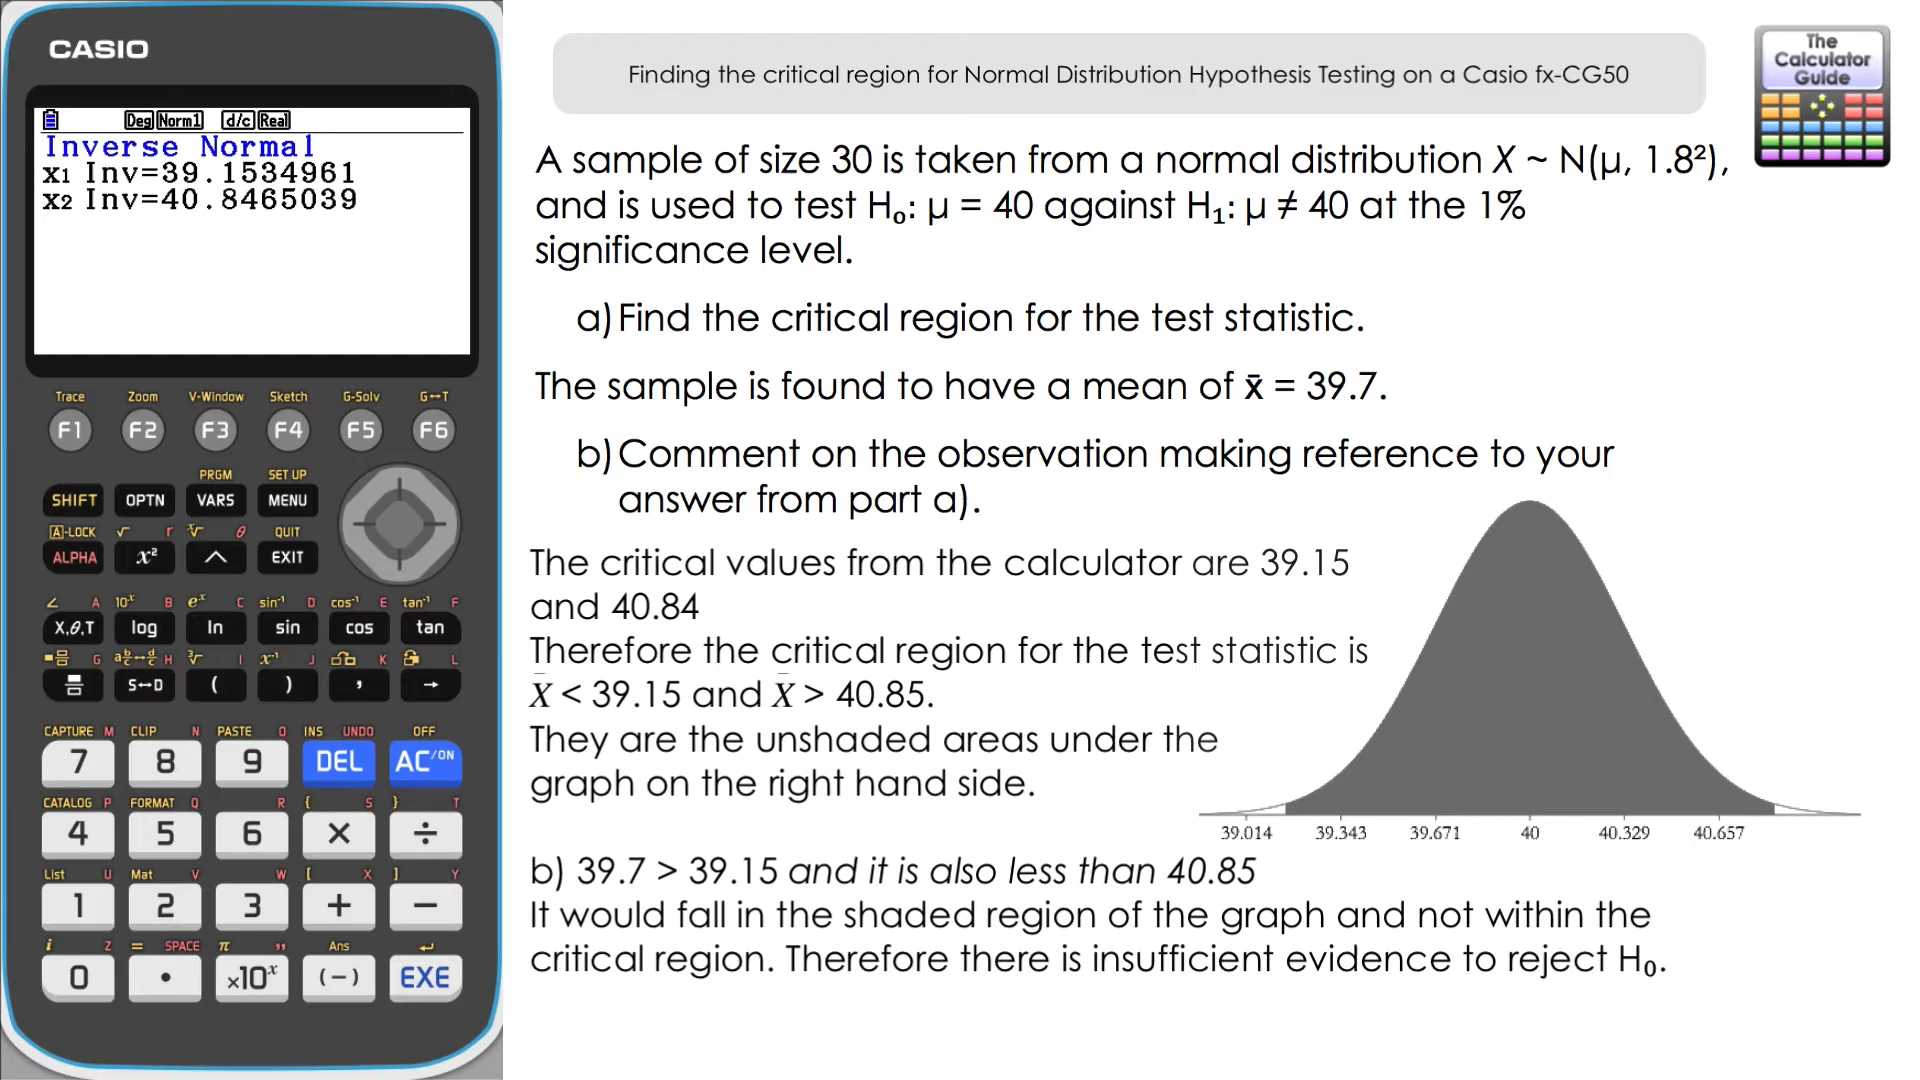 CASIO
Deg Norm1 d/c Real
Inverse Normal
x1 Inv=39.1534961
x2 Inv=40.8465039
Trace Zoom V-Window Sketch G-Solv G↔T
F1 F2 F3 F4 F5 F6
PRGM SET UP
SHIFT OPTN VARS MENU
A-LOCK √ r ˣ√ θ QUIT
ALPHA x² ^ EXIT
∠ A 10ˣ B eˣ C sin⁻¹ D cos⁻¹ E tan⁻¹ F
X,θ,T log ln sin cos tan
G a b/c↔d/c H ³√ I x⁻¹ J K L
S↔D ( ) , →
CAPTURE M CLIP N PASTE O INS UNDO OFF
7 8 9 DEL AC/ON
CATALOG P FORMAT Q R { S } T
4 5 6 × ÷
List U Mat V W [ X ] Y
1 2 3 + −
i Z = SPACE π " Ans ↵
0 • ×10ˣ (−) EXE
Finding the critical region for Normal Distribution Hypothesis Testing on a Casio fx-CG50
The
Calculator
Guide
A sample of size 30 is taken from a normal distribution X ~ N(μ, 1.8²),
and is used to test H₀: μ = 40 against H₁: μ ≠ 40 at the 1%
significance level.
a) Find the critical region for the test statistic.
The sample is found to have a mean of x̄ = 39.7.
b) Comment on the observation making reference to your
answer from part a).
The critical values from the calculator are 39.15
and 40.84
Therefore the critical region for the test statistic is
X̄ < 39.15 and X̄ > 40.85.
They are the unshaded areas under the
graph on the right hand side.
39.014 39.343 39.671 40 40.329 40.657
b) 39.7 > 39.15 and it is also less than 40.85
It would fall in the shaded region of the graph and not within the
critical region. Therefore there is insufficient evidence to reject H₀.